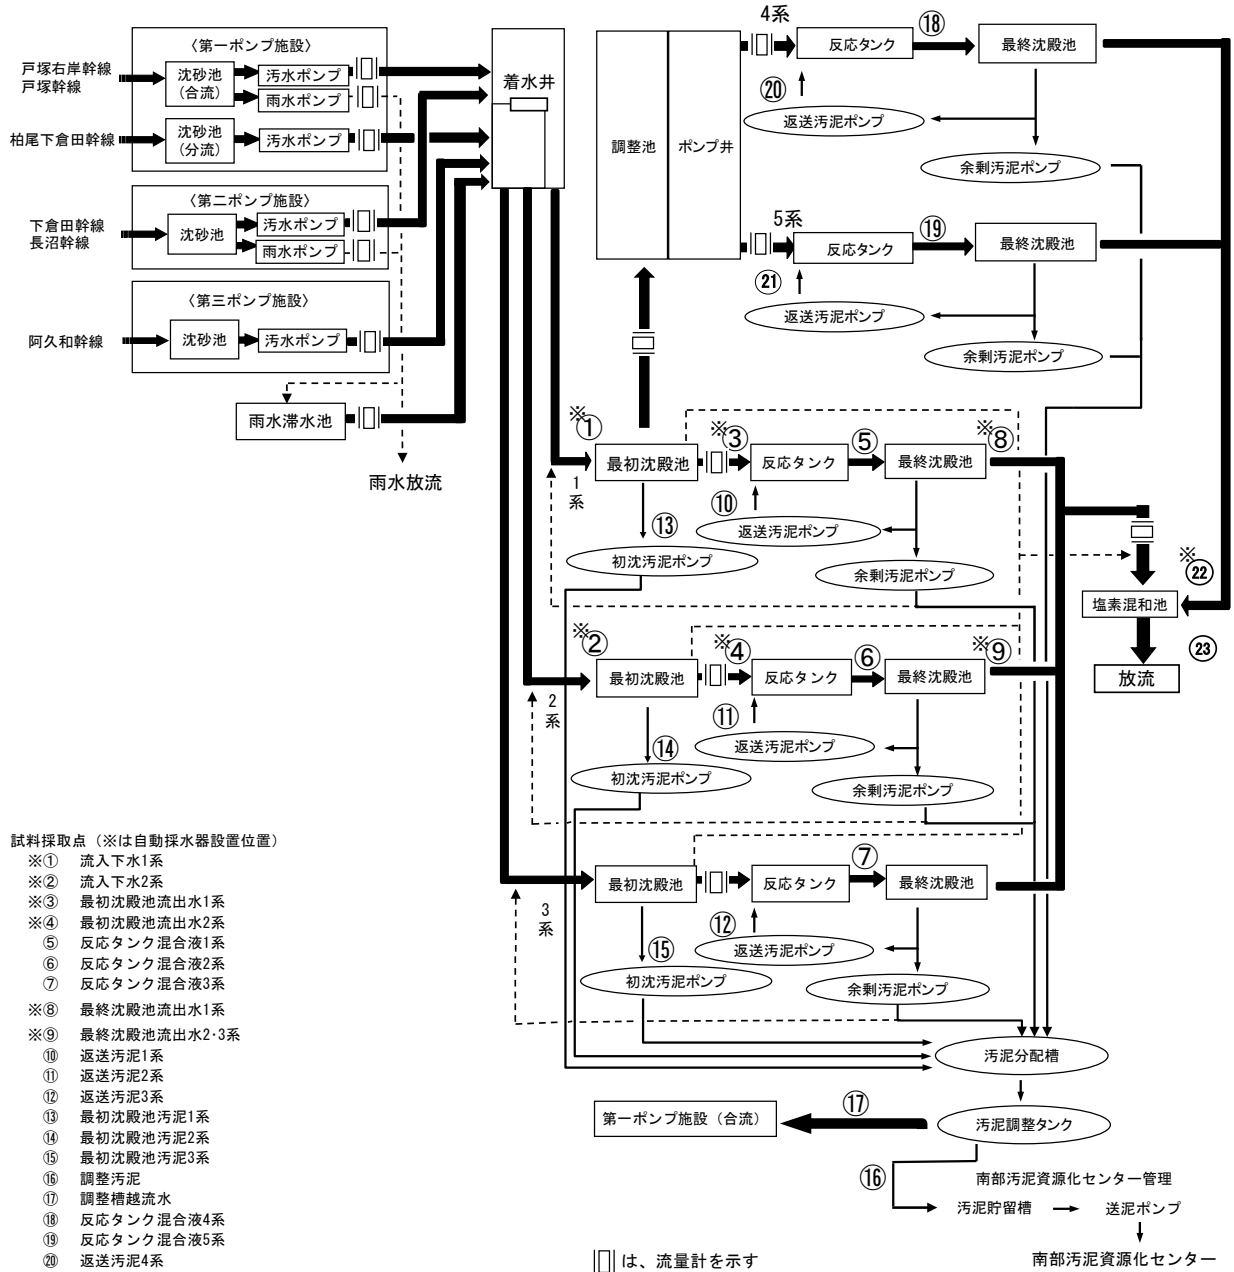 〈第一ポンプ施設〉
戸塚右岸幹線
戸塚幹線
沈砂池
(合流)
汚水ポンプ
雨水ポンプ
柏尾下倉田幹線
沈砂池
(分流)
汚水ポンプ
〈第二ポンプ施設〉
下倉田幹線
長沼幹線
沈砂池
汚水ポンプ
雨水ポンプ
〈第三ポンプ施設〉
阿久和幹線
沈砂池
汚水ポンプ
雨水滞水池
雨水放流
着水井
調整池
ポンプ井
4系
反応タンク
⑱
最終沈殿池
⑳
返送汚泥ポンプ
余剰汚泥ポンプ
5系
反応タンク
⑲
最終沈殿池
㉑
返送汚泥ポンプ
余剰汚泥ポンプ
※①
最初沈殿池
※③
反応タンク
⑤
最終沈殿池
※⑧
1系
⑬
⑩
返送汚泥ポンプ
初沈汚泥ポンプ
余剰汚泥ポンプ
※㉒
塩素混和池
㉓
放流
※②
最初沈殿池
※④
反応タンク
⑥
最終沈殿池
※⑨
2系
⑭
⑪
返送汚泥ポンプ
初沈汚泥ポンプ
余剰汚泥ポンプ
最初沈殿池
反応タンク
⑦
最終沈殿池
3系
⑮
⑫
返送汚泥ポンプ
初沈汚泥ポンプ
余剰汚泥ポンプ
汚泥分配槽
第一ポンプ施設（合流）
⑰
汚泥調整タンク
⑯
南部汚泥資源化センター管理
汚泥貯留槽
送泥ポンプ
南部汚泥資源化センター
は、流量計を示す
試料採取点（※は自動採水器設置位置）
※① 流入下水1系
※② 流入下水2系
※③ 最初沈殿池流出水1系
※④ 最初沈殿池流出水2系
⑤ 反応タンク混合液1系
⑥ 反応タンク混合液2系
⑦ 反応タンク混合液3系
※⑧ 最終沈殿池流出水1系
※⑨ 最終沈殿池流出水2･3系
⑩ 返送汚泥1系
⑪ 返送汚泥2系
⑫ 返送汚泥3系
⑬ 最初沈殿池汚泥1系
⑭ 最初沈殿池汚泥2系
⑮ 最初沈殿池汚泥3系
⑯ 調整汚泥
⑰ 調整槽越流水
⑱ 反応タンク混合液4系
⑲ 反応タンク混合液5系
⑳ 返送汚泥4系